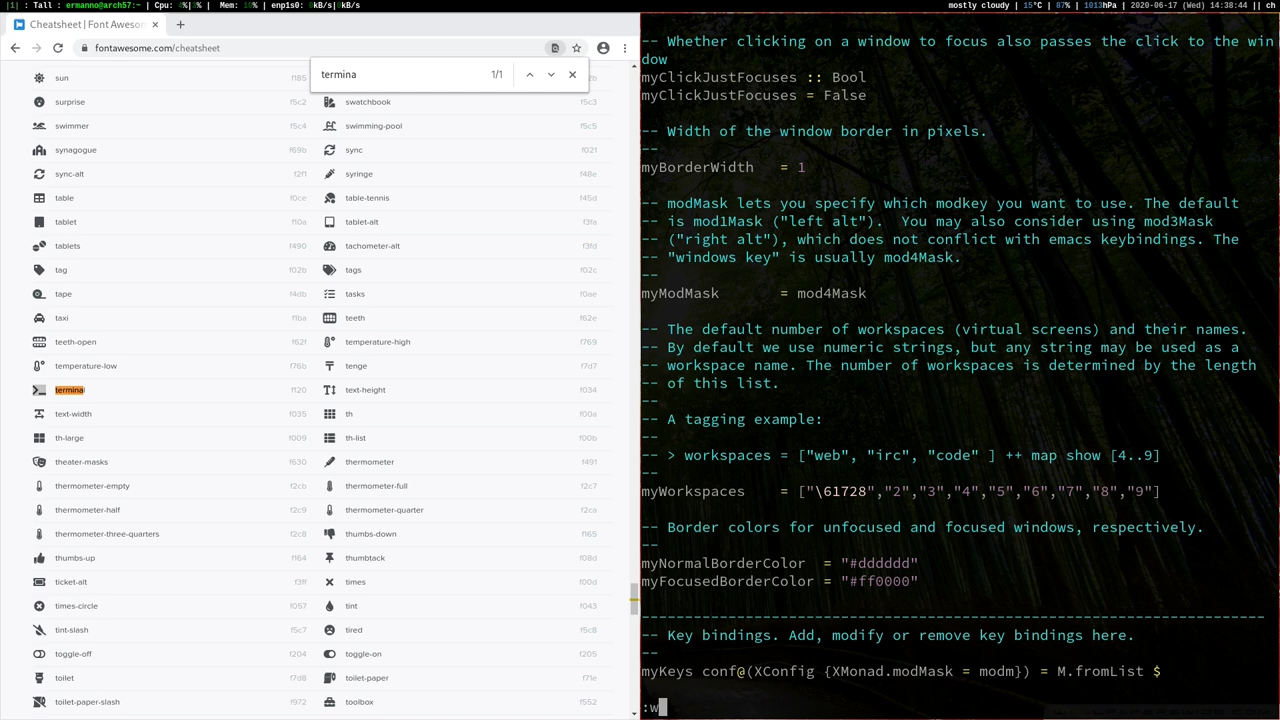 |1| : Tall : ermanno@arch57:~ | Cpu: 4%|3% | Mem: 10% | enp1s0: 0kB/s|0kB/s
mostly cloudy | 15°C | 87% | 1013hPa | 2020-06-17 (Wed) 14:38:44 || ch
Cheatsheet | Font Awesom
fontawesome.com/cheatsheet
termina 1/1
sun f185
surprise f5c2 swatchbook f5c3
swimmer f5c4 swimming-pool f5c5
synagogue f69b sync f021
sync-alt f2f1 syringe f48e
table f0ce table-tennis f45d
tablet f10a tablet-alt f3fa
tablets f490 tachometer-alt f3fd
tag f02b tags f02c
tape f4db tasks f0ae
taxi f1ba teeth f62e
teeth-open f62f temperature-high f769
temperature-low f76b tenge f7d7
terminal f120 text-height f034
text-width f035 th f00a
th-large f009 th-list f00b
theater-masks f630 thermometer f491
thermometer-empty f2cb thermometer-full f2c7
thermometer-half f2c9 thermometer-quarter f2ca
thermometer-three-quarters f2c8 thumbs-down f165
thumbs-up f164 thumbtack f08d
ticket-alt f3ff times f00d
times-circle f057 tint f043
tint-slash f5c7 tired f5c8
toggle-off f204 toggle-on f205
toilet f7d8 toilet-paper f71e
toilet-paper-slash f972 toolbox f552
-- Whether clicking on a window to focus also passes the click to the win
dow
myClickJustFocuses :: Bool
myClickJustFocuses = False
-- Width of the window border in pixels.
--
myBorderWidth   = 1
-- modMask lets you specify which modkey you want to use. The default
-- is mod1Mask ("left alt").  You may also consider using mod3Mask
-- ("right alt"), which does not conflict with emacs keybindings. The
-- "windows key" is usually mod4Mask.
--
myModMask       = mod4Mask
-- The default number of workspaces (virtual screens) and their names.
-- By default we use numeric strings, but any string may be used as a
-- workspace name. The number of workspaces is determined by the length
-- of this list.
--
-- A tagging example:
--
-- > workspaces = ["web", "irc", "code" ] ++ map show [4..9]
--
myWorkspaces    = ["\61728","2","3","4","5","6","7","8","9"]
-- Border colors for unfocused and focused windows, respectively.
--
myNormalBorderColor  = "#dddddd"
myFocusedBorderColor = "#ff0000"
------------------------------------------------------------------------
-- Key bindings. Add, modify or remove key bindings here.
--
myKeys conf@(XConfig {XMonad.modMask = modm}) = M.fromList $
:w